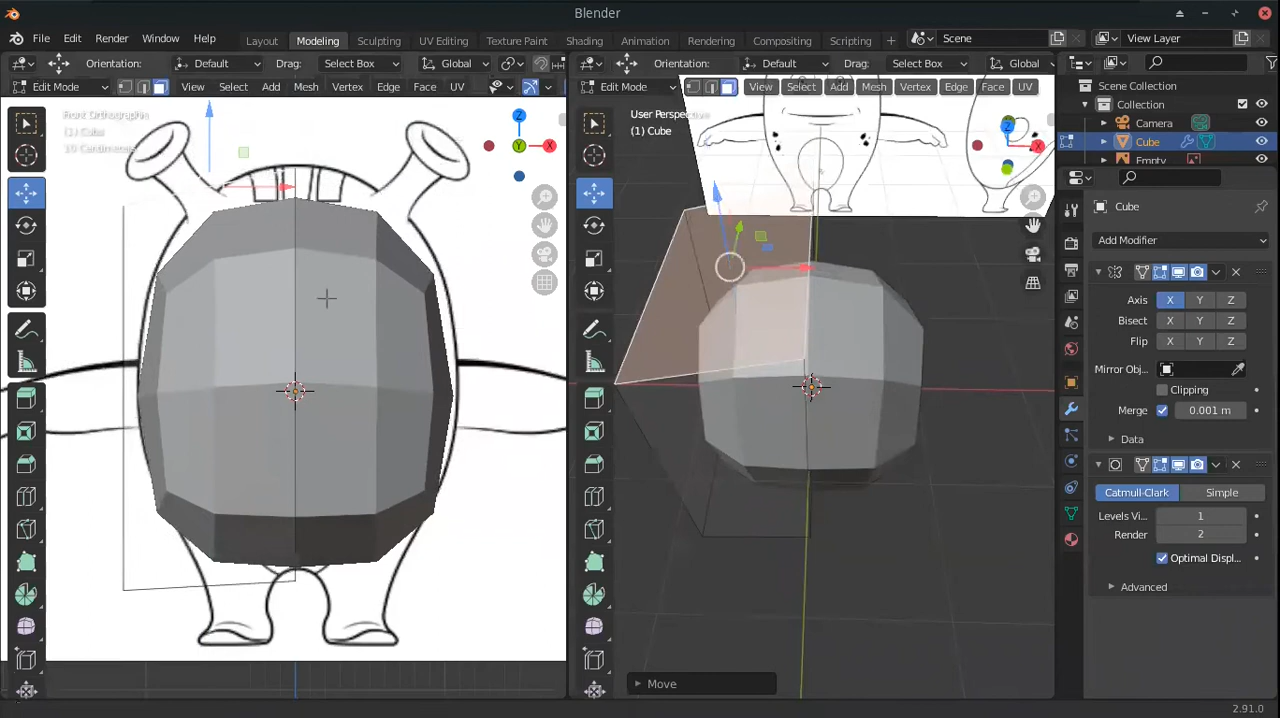 Blender
File Edit Render Window Help
Layout Modeling Sculpting UV Editing Texture Paint Shading Animation Rendering Compositing Scripting +
Scene
View Layer
Orientation: Default Drag: Select Box Global
Orientation: Default Drag: Select Box Global
Edit Mode View Select Add Mesh Vertex Edge Face UV
Edit Mode View Select Add Mesh Vertex Edge Face UV
Front Orthographic
(1) Cube
10 Centimeters
Z
Y
X
User Perspective
(1) Cube
Z
X
Scene Collection
Collection
Camera
Cube
Empty
Cube
Add Modifier
Axis X Y Z
Bisect X Y Z
Flip X Y Z
Mirror Obj..
Clipping
Merge 0.001 m
Data
Catmull-Clark Simple
Levels Vi.. 1
Render 2
Optimal Displ..
Advanced
Move
2.91.0